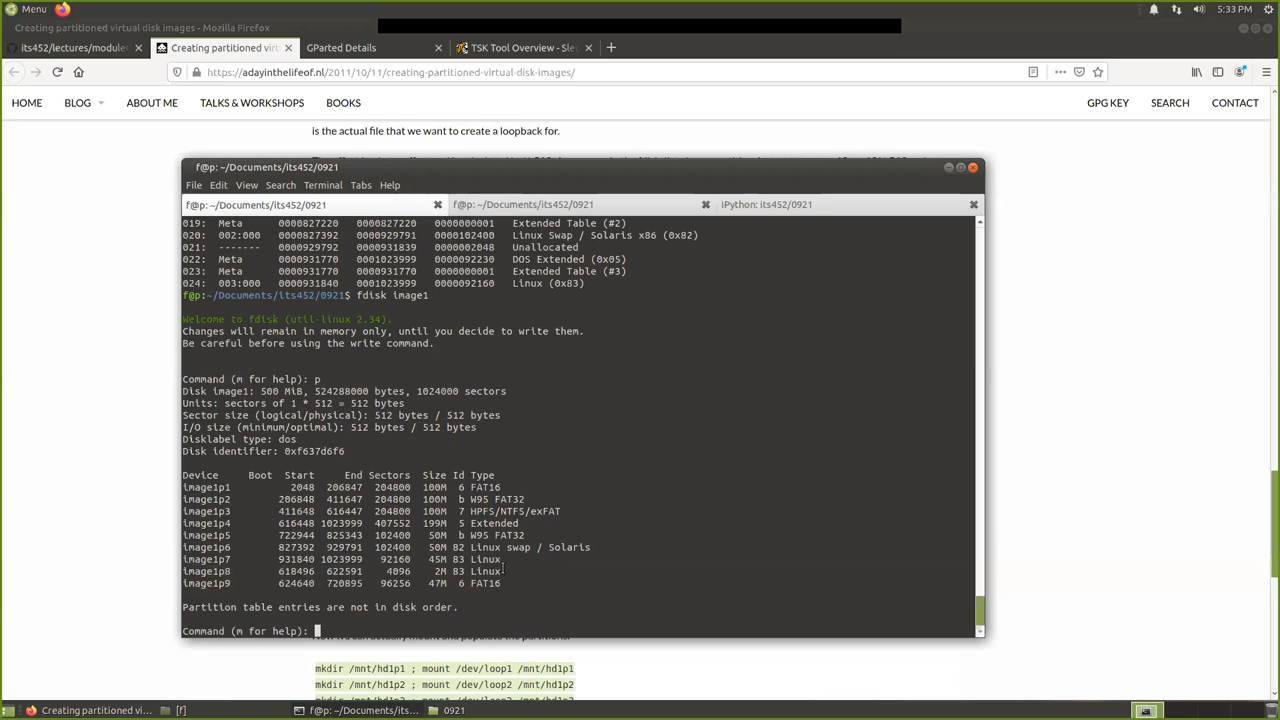 Menu 5:33 PM
Creating partitioned virtual disk images - Mozilla Firefox
its452/lectures/module Creating partitioned virt GParted Details TSK Tool Overview - Sleu
https://adayinthelifeof.nl/2011/10/11/creating-partitioned-virtual-disk-images/
HOME BLOG ABOUT ME TALKS & WORKSHOPS BOOKS GPG KEY SEARCH CONTACT
is the actual file that we want to create a loopback for.
f@p: ~/Documents/its452/0921
File Edit View Search Terminal Tabs Help
f@p: ~/Documents/its452/0921 f@p: ~/Documents/its452/0921 IPython: its452/0921
019: Meta 0000827220 0000827220 0000000001 Extended Table (#2)
020: 002:000 0000827392 0000929791 0000102400 Linux Swap / Solaris x86 (0x82)
021: ------- 0000929792 0000931839 0000002048 Unallocated
022: Meta 0000931770 0001023999 0000092230 DOS Extended (0x05)
023: Meta 0000931770 0000931770 0000000001 Extended Table (#3)
024: 003:000 0000931840 0001023999 0000092160 Linux (0x83)
f@p:~/Documents/its452/0921$ fdisk image1
Welcome to fdisk (util-linux 2.34).
Changes will remain in memory only, until you decide to write them.
Be careful before using the write command.
Command (m for help): p
Disk image1: 500 MiB, 524288000 bytes, 1024000 sectors
Units: sectors of 1 * 512 = 512 bytes
Sector size (logical/physical): 512 bytes / 512 bytes
I/O size (minimum/optimal): 512 bytes / 512 bytes
Disklabel type: dos
Disk identifier: 0xf637d6f6
Device Boot Start End Sectors Size Id Type
image1p1 2048 206847 204800 100M 6 FAT16
image1p2 206848 411647 204800 100M b W95 FAT32
image1p3 411648 616447 204800 100M 7 HPFS/NTFS/exFAT
image1p4 616448 1023999 407552 199M 5 Extended
image1p5 722944 825343 102400 50M b W95 FAT32
image1p6 827392 929791 102400 50M 82 Linux swap / Solaris
image1p7 931840 1023999 92160 45M 83 Linux
image1p8 618496 622591 4096 2M 83 Linux
image1p9 624640 720895 96256 47M 6 FAT16
Partition table entries are not in disk order.
Command (m for help):
mkdir /mnt/hd1p1 ; mount /dev/loop1 /mnt/hd1p1
mkdir /mnt/hd1p2 ; mount /dev/loop2 /mnt/hd1p2
Creating partitioned vi... [f] f@p: ~/Documents/its... 0921